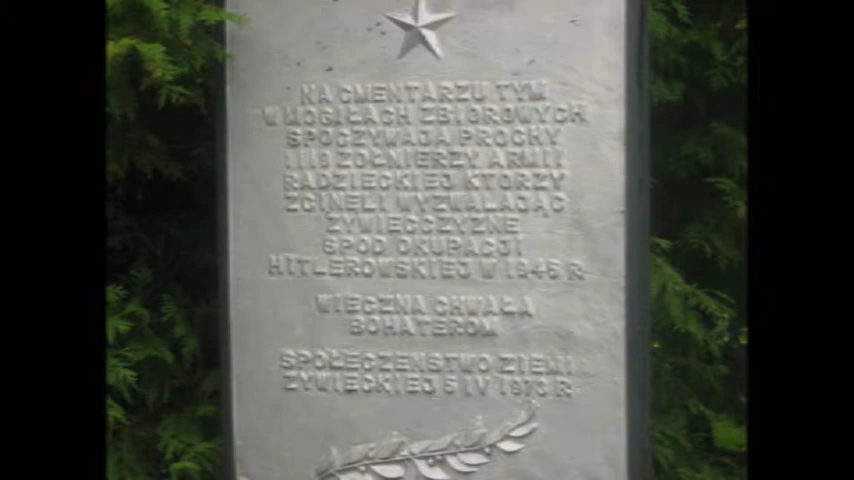 NA CMENTARZU TYM
W MOGIŁACH ZBIOROWYCH
SPOCZYWAJĄ PROCHY
1119 ŻOŁNIERZY ARMII
RADZIECKIEJ KTÓRZY
ZGINĘLI WYZWALAJĄC
ŻYWIECCZYZNĘ
SPOD OKUPACJI
HITLEROWSKIEJ W 1945 R
WIECZNA CHWAŁA
BOHATEROM
SPOŁECZEŃSTWO ZIEMI
ŻYWIECKIEJ 5 IV 1973 R